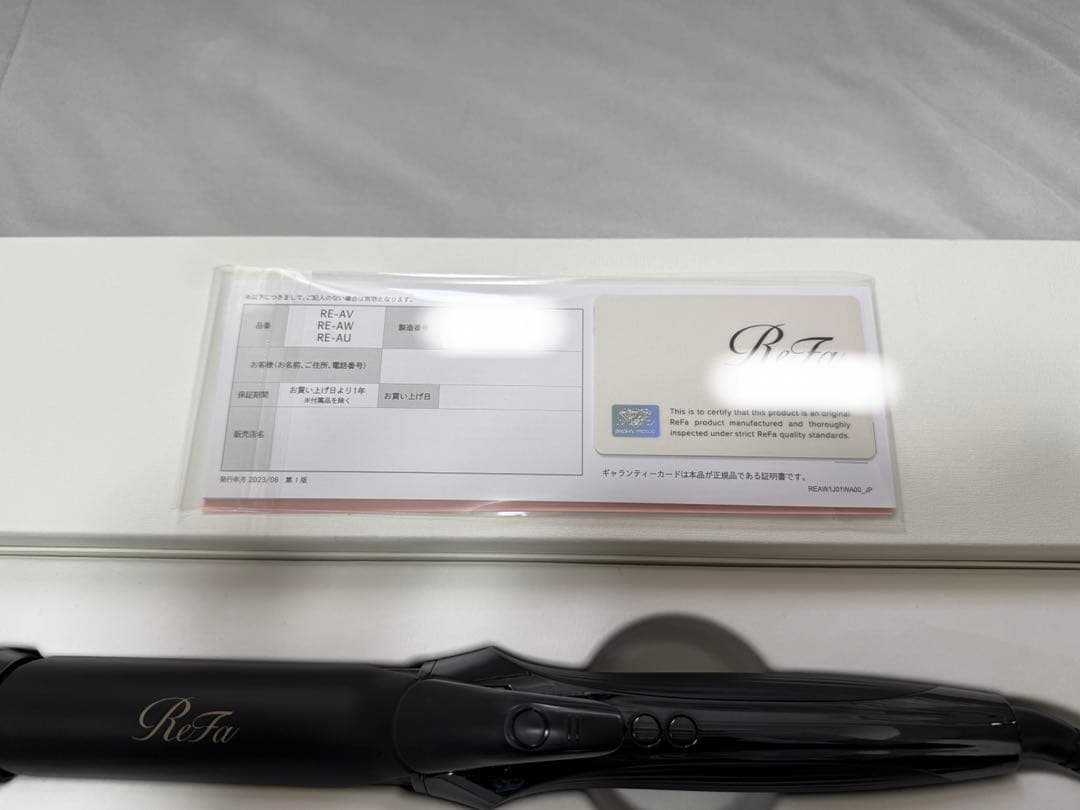 ※以下につきまして、ご記入のない場合は無効となります。
品番
RE-AV
RE-AW
RE-AU
製造番号
お客様(お名前、ご住所、電話番号)
保証期間
お買い上げ日より1年
※付属品を除く
お買い上げ日
販売店名
発行年月 2023/06 第1版
ReFa
This is to certify that this product is an original
ReFa product manufactured and thoroughly
inspected under strict ReFa quality standards.
ギャランティーカードは本品が正規品である証明書です。
REAW1J01WA00_JP
ReFa